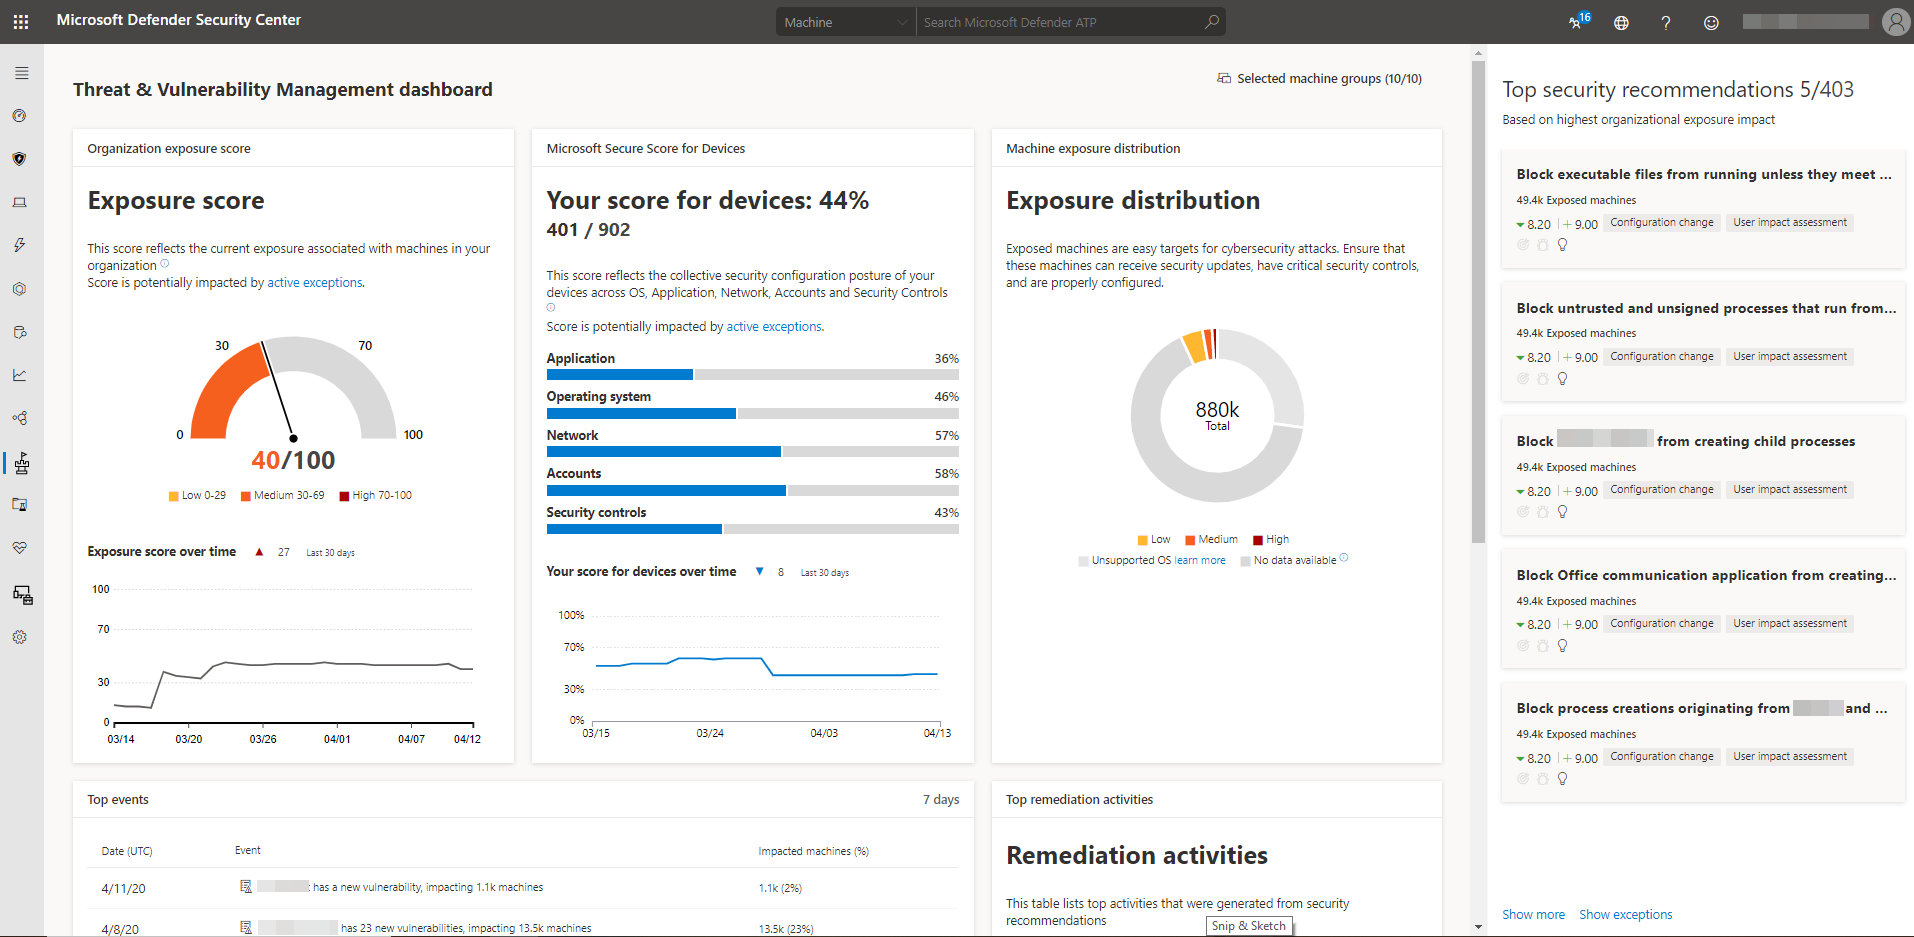 Microsoft Defender Security Center
Machine
Search Microsoft Defender ATP
16
?
Threat & Vulnerability Management dashboard
Selected machine groups (10/10)
Organization exposure score
Exposure score
This score reflects the current exposure associated with machines in your
organization
Score is potentially impacted by active exceptions.
30
70
0
100
40/100
Low 0-29
Medium 30-69
High 70-100
Exposure score over time
27
Last 30 days
100
70
30
0
03/14
03/20
03/26
04/01
04/07
04/12
Microsoft Secure Score for Devices
Your score for devices: 44%
401 / 902
This score reflects the collective security configuration posture of your
devices across OS, Application, Network, Accounts and Security Controls
Score is potentially impacted by active exceptions.
Application 36%
Operating system 46%
Network 57%
Accounts 58%
Security controls 43%
Your score for devices over time
8
Last 30 days
100%
70%
30%
0%
03/15
03/24
04/03
04/13
Machine exposure distribution
Exposure distribution
Exposed machines are easy targets for cybersecurity attacks. Ensure that
these machines can receive security updates, have critical security controls,
and are properly configured.
880k
Total
Low
Medium
High
Unsupported OS learn more
No data available
Top events
7 days
Date (UTC)
Event
Impacted machines (%)
4/11/20
has a new vulnerability, impacting 1.1k machines
1.1k (2%)
4/8/20
has 23 new vulnerabilities, impacting 13.5k machines
13.5k (23%)
Top remediation activities
Remediation activities
This table lists top activities that were generated from security
recommendations
Snip & Sketch
Top security recommendations 5/403
Based on highest organizational exposure impact
Block executable files from running unless they meet ...
49.4k Exposed machines
8.20 | + 9.00 Configuration change User impact assessment
Block untrusted and unsigned processes that run from...
49.4k Exposed machines
8.20 | + 9.00 Configuration change User impact assessment
Block from creating child processes
49.4k Exposed machines
8.20 | + 9.00 Configuration change User impact assessment
Block Office communication application from creating...
49.4k Exposed machines
8.20 | + 9.00 Configuration change User impact assessment
Block process creations originating from and ...
49.4k Exposed machines
8.20 | + 9.00 Configuration change User impact assessment
Show more
Show exceptions